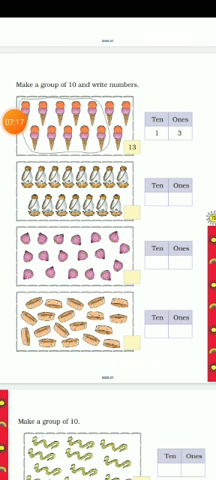 Make a group of 10 and write numbers.
07:17
Ten Ones
1 3
13
Ten Ones
Ten Ones
Ten Ones
Make a group of 10.
Ten Ones